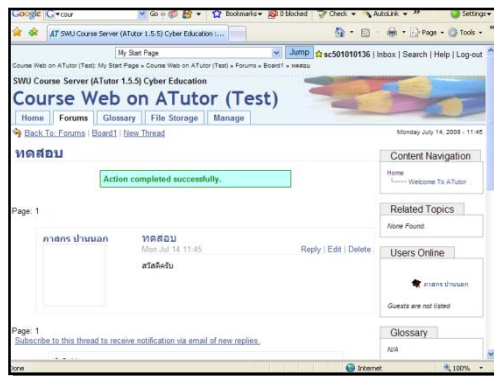 Google G cour Go Bookmarks 0 blocked Check AutoLink Settings
AT SWU Course Server (ATutor 1.5.5) Cyber Education :... Page Tools
My Start Page Jump sc501010136 | Inbox | Search | Help | Log-out
Course Web on ATutor (Test): My Start Page » Course Web on ATutor (Test) » Forums » Board1 » ทดสอบ
SWU Course Server (ATutor 1.5.5) Cyber Education
Course Web on ATutor (Test)
Home Forums Glossary File Storage Manage
Back To: Forums | Board1 | New Thread Monday July 14, 2008 - 11:45
ทดสอบ
Content Navigation
Action completed successfully.
Home
Welcome To ATutor
Page: 1
Related Topics
None Found.
ภาสกร ปานนอก ทดสอบ
Mon Jul 14 11:45 Reply | Edit | Delete
Users Online
สวัสดีครับ
ภาสกร ปานนอก
Guests are not listed
Page: 1
Subscribe to this thread to receive notification via email of new replies.
Glossary
N/A
Done Internet 100%